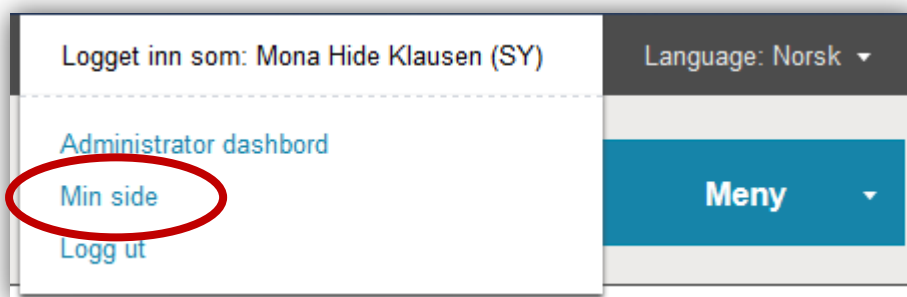 Logget inn som: Mona Hide Klausen (SY)
Language: Norsk
Administrator dashbord
Min side
Meny
Logg ut